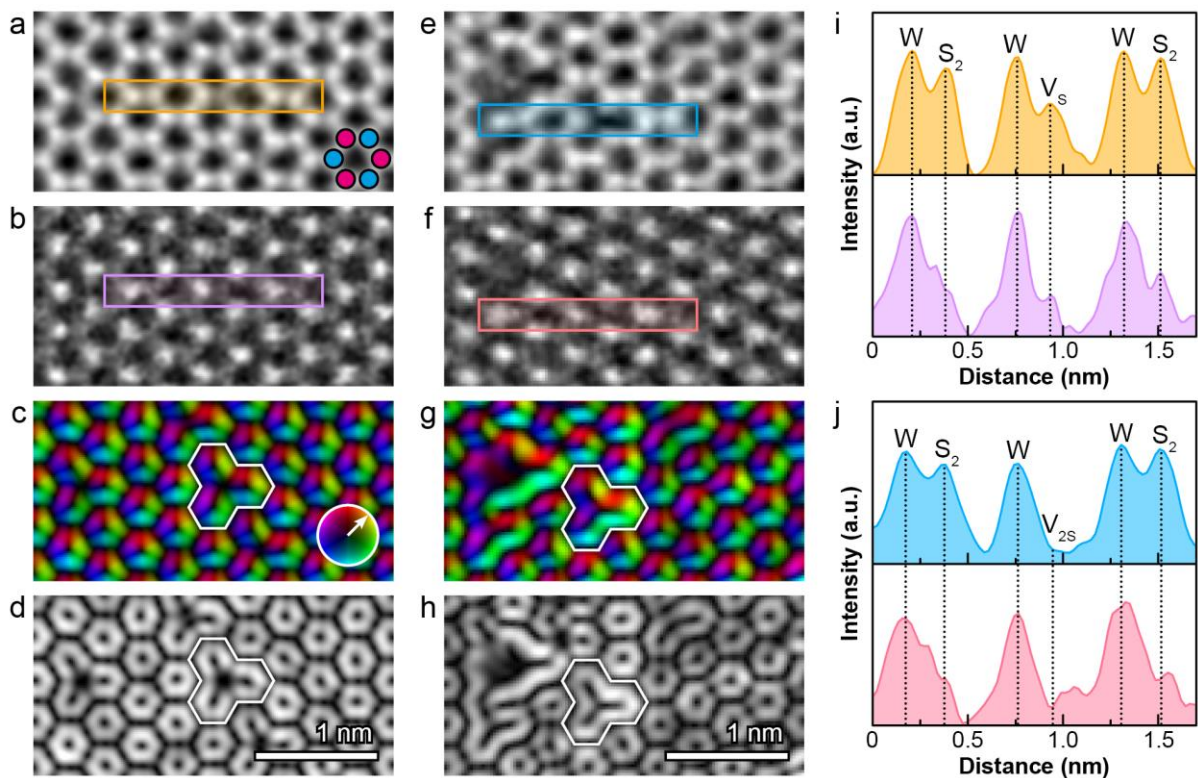 a
e
i
W S2 W VS W S2
b
f
Intensity (a.u.)
0 0.5 1.0 1.5
Distance (nm)
c
g
j
W S2 W V2S W S2
d
h
Intensity (a.u.)
1 nm
1 nm
0 0.5 1.0 1.5
Distance (nm)